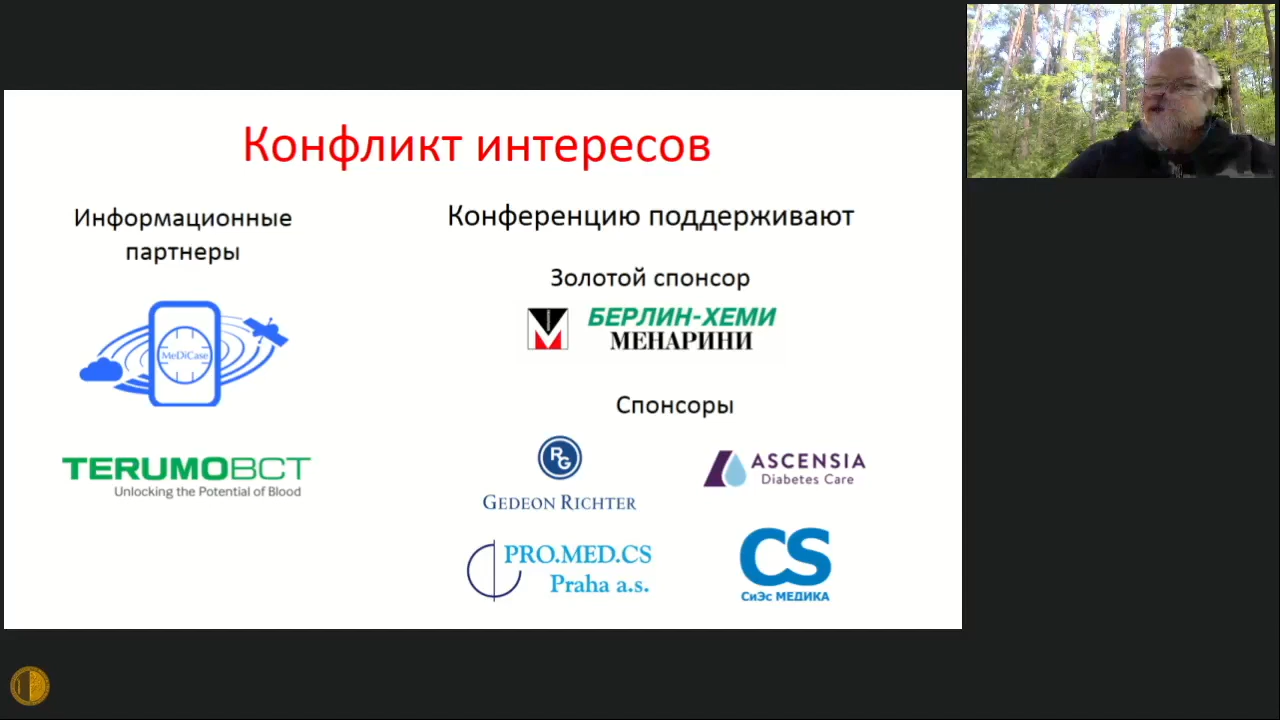 Конфликт интересов
Информационные
партнеры
MeDiCase
TERUMOBCT
Unlocking the Potential of Blood
Конференцию поддерживают
Золотой спонсор
БЕРЛИН-ХЕМИ
МЕНАРИНИ
Спонсоры
RG
GEDEON RICHTER
ASCENSIA
Diabetes Care
PRO.MED.CS
Praha a.s.
CS
СиЭс МЕДИКА